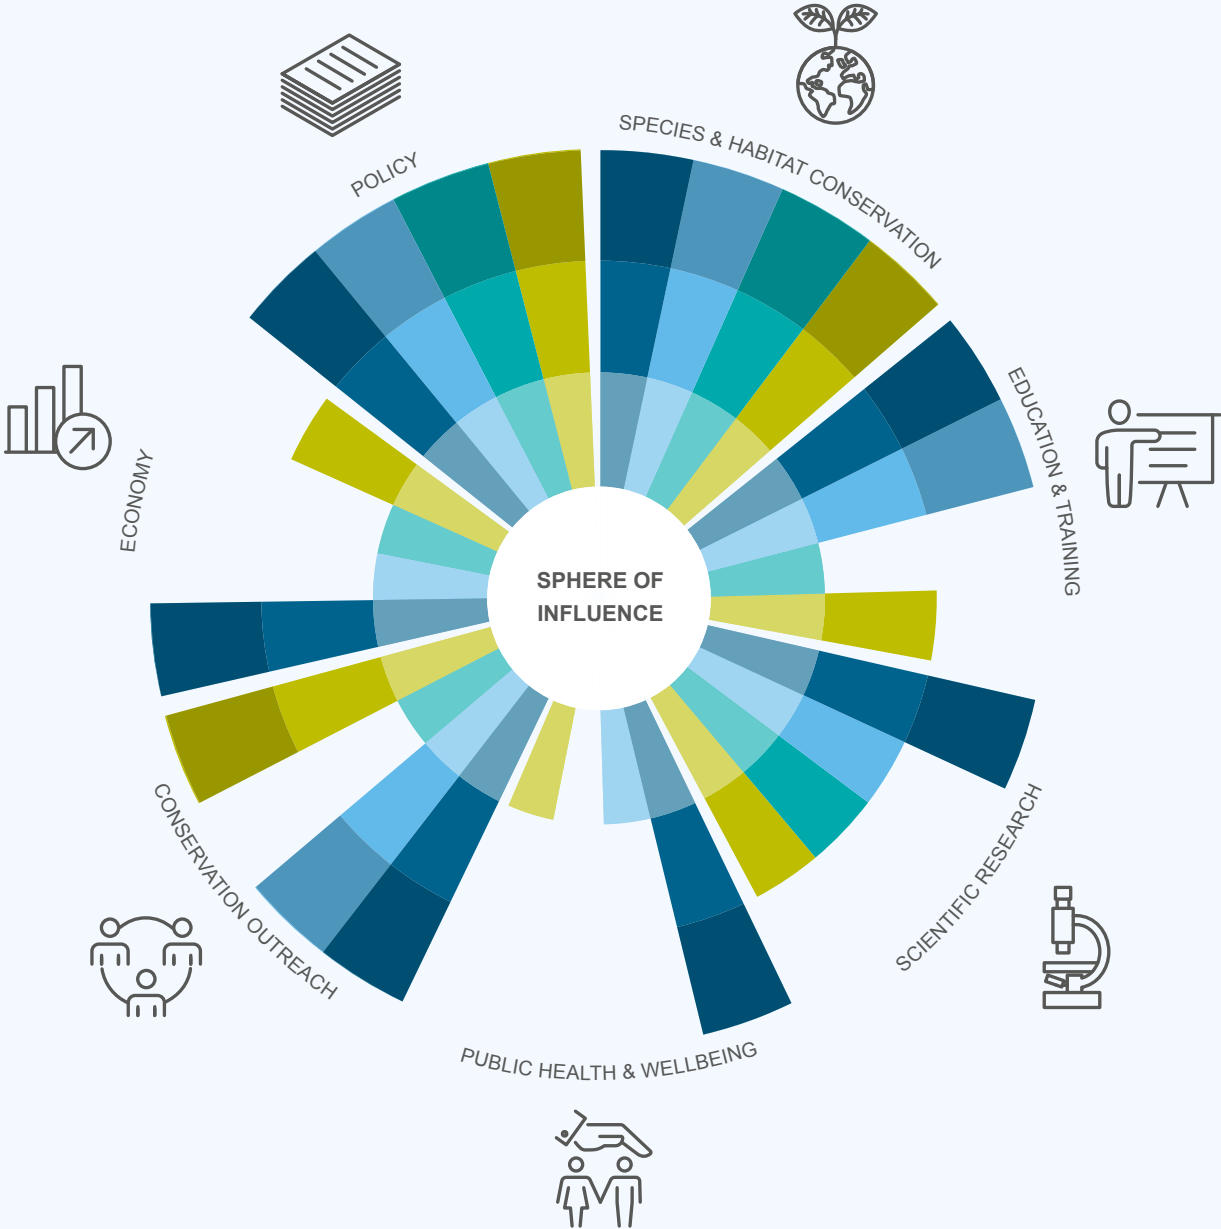 SPECIES & HABITAT CONSERVATION
POLICY
EDUCATION & TRAINING
ECONOMY
SPHERE OF
INFLUENCE
SCIENTIFIC RESEARCH
CONSERVATION OUTREACH
PUBLIC HEALTH & WELLBEING